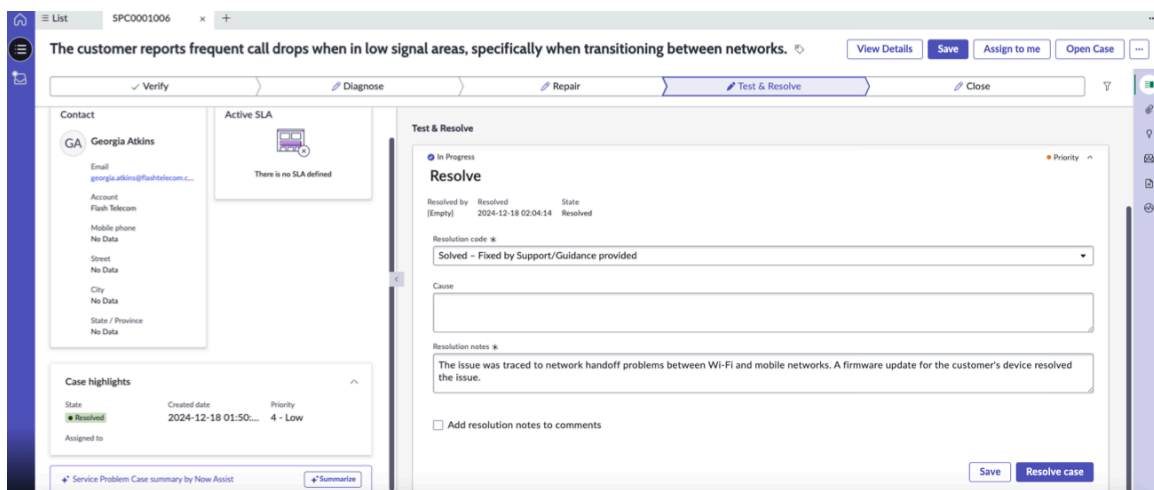 List
SPC0001006
The customer reports frequent call drops when in low signal areas, specifically when transitioning between networks.
View Details
Save
Assign to me
Open Case
Verify
Diagnose
Repair
Test & Resolve
Close
Contact
GA
Georgia Atkins
Email
georgia.atkins@flashtelecom.c...
Account
Flash Telecom
Mobile phone
No Data
Street
No Data
City
No Data
State / Province
No Data
Active SLA
There is no SLA defined
Case highlights
State
Resolved
Created date
2024-12-18 01:50:...
Priority
4 - Low
Assigned to
Service Problem Case summary by Now Assist
Summarize
Test & Resolve
In Progress
Priority
Resolve
Resolved by
[Empty]
Resolved
2024-12-18 02:04:14
State
Resolved
Resolution code *
Solved – Fixed by Support/Guidance provided
Cause
Resolution notes *
The issue was traced to network handoff problems between Wi-Fi and mobile networks. A firmware update for the customer's device resolved
the issue.
Add resolution notes to comments
Save
Resolve case